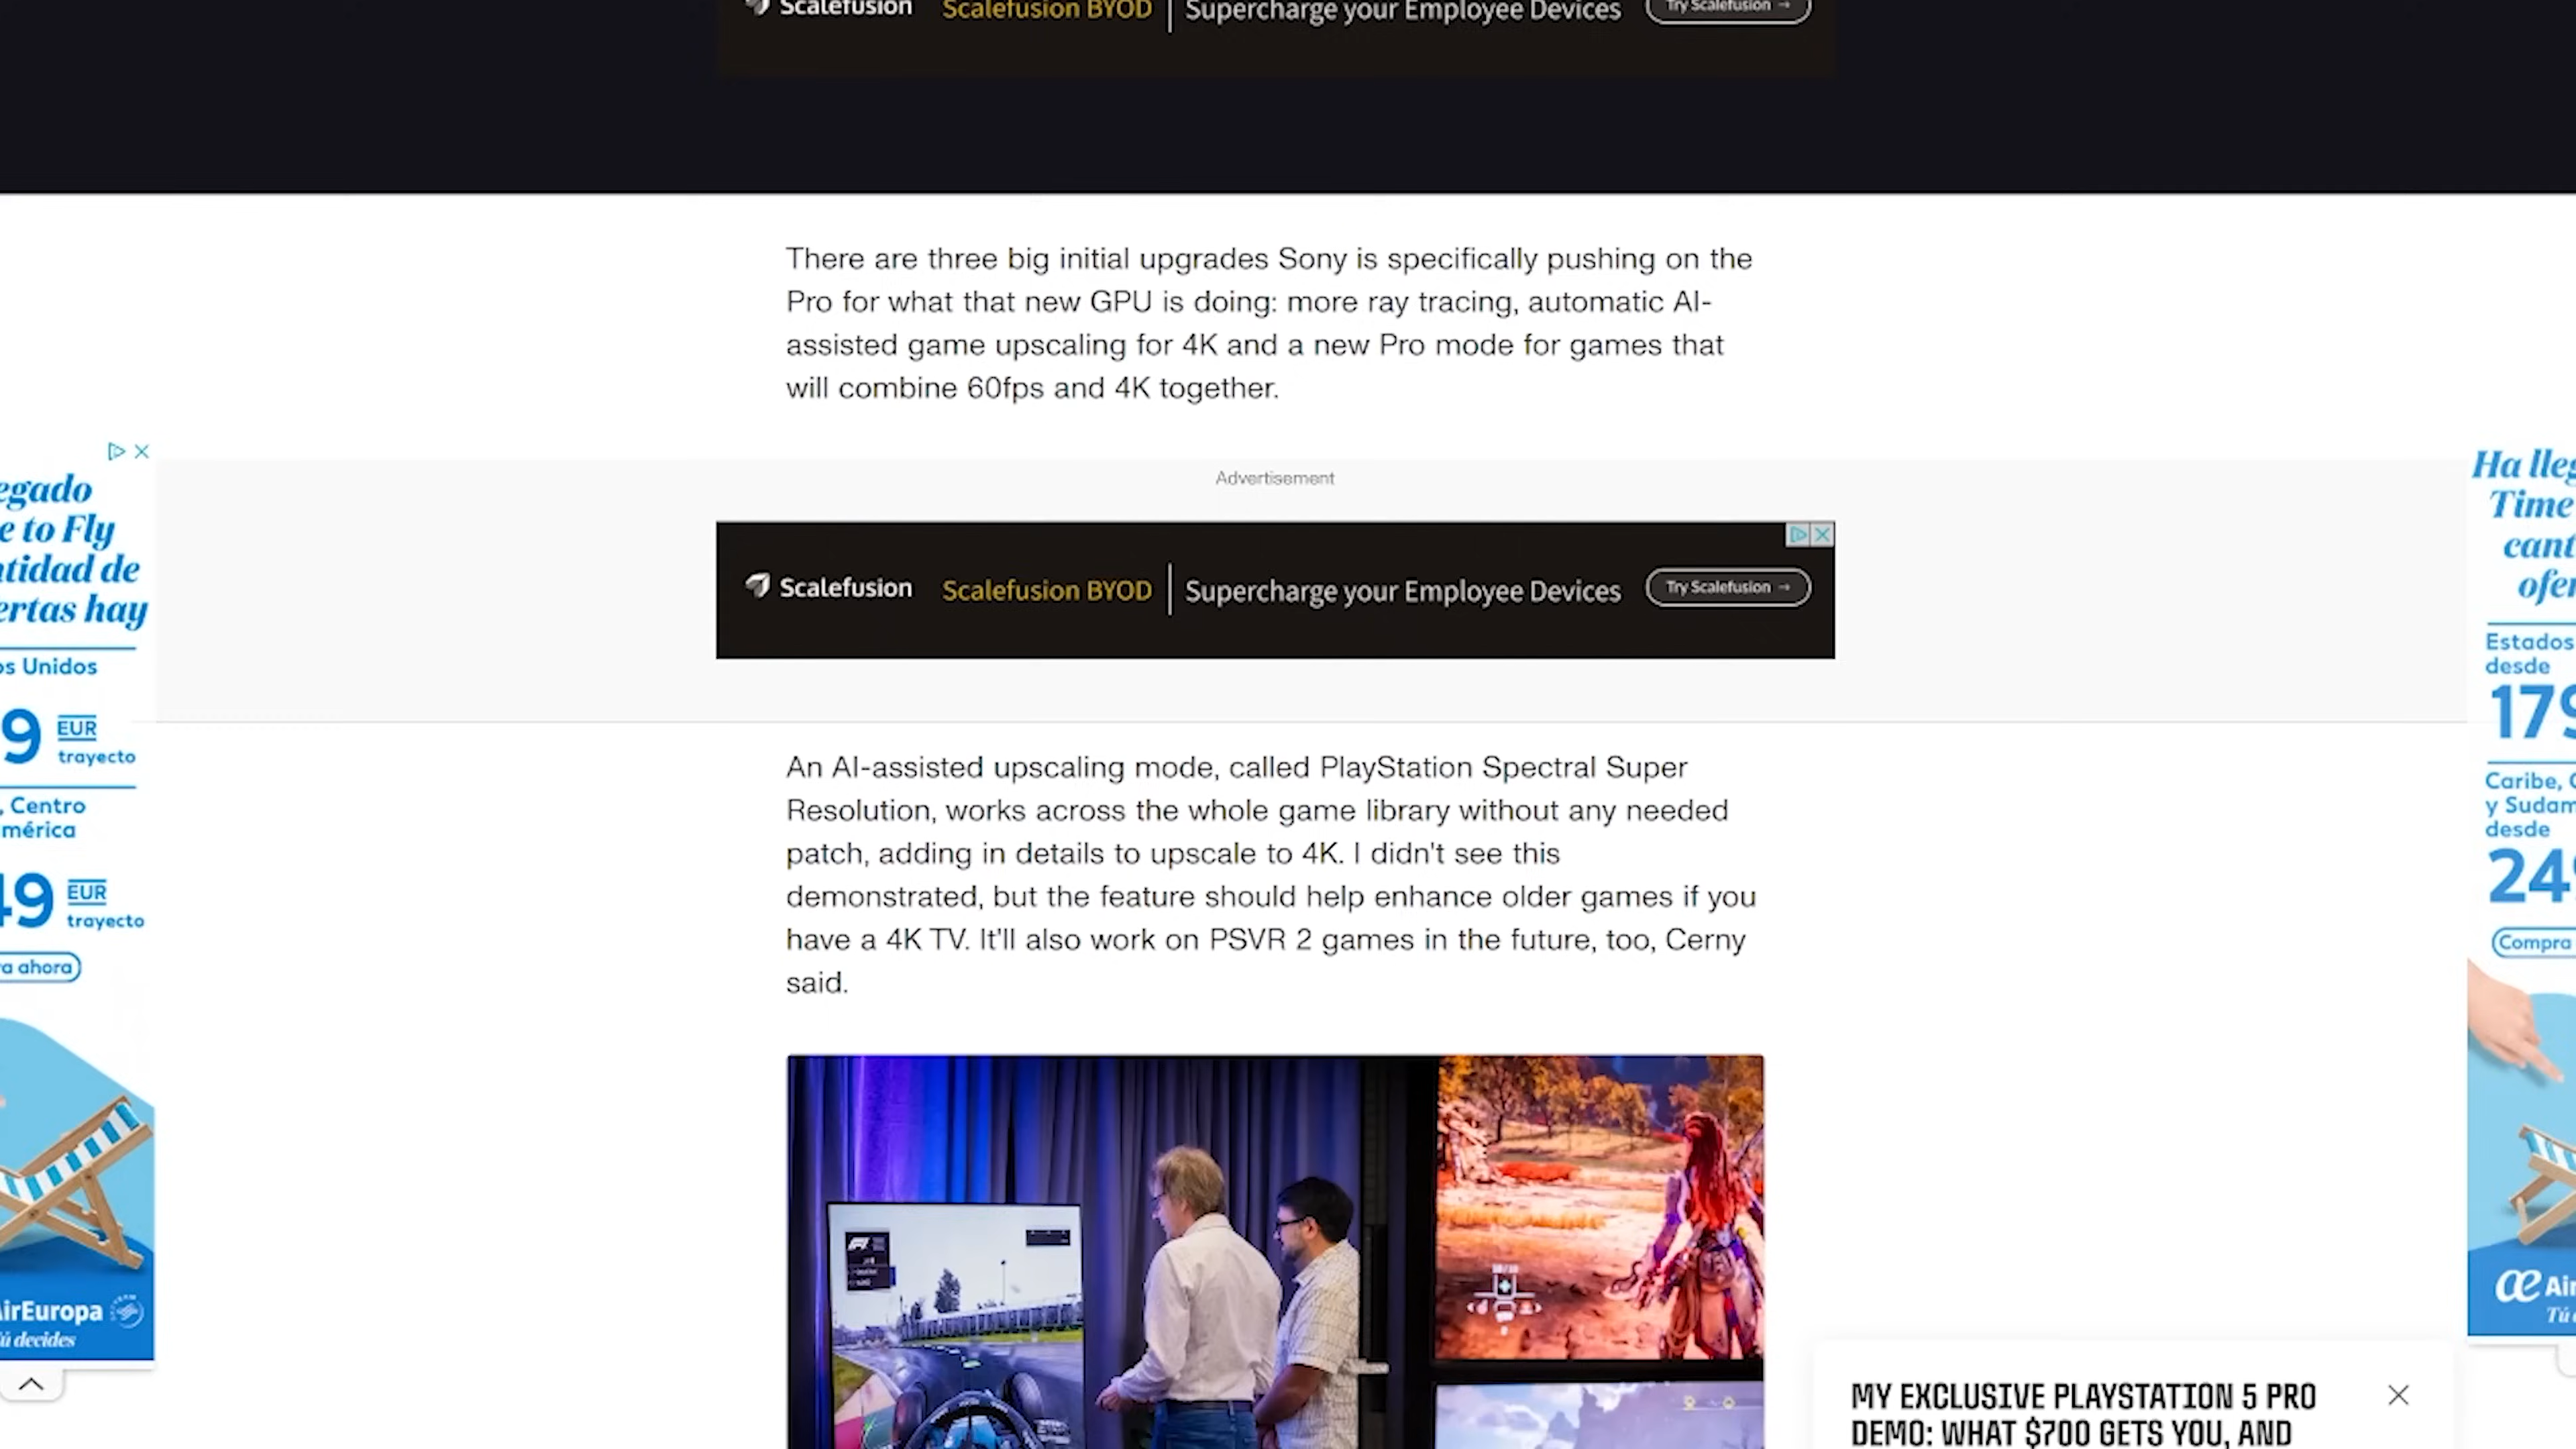 Scalefusion Scalefusion BYOD Supercharge your Employee Devices Try Scalefusion →
There are three big initial upgrades Sony is specifically pushing on the
Pro for what that new GPU is doing: more ray tracing, automatic AI-
assisted game upscaling for 4K and a new Pro mode for games that
will combine 60fps and 4K together.
Advertisement
Scalefusion Scalefusion BYOD Supercharge your Employee Devices Try Scalefusion →
An AI-assisted upscaling mode, called PlayStation Spectral Super
Resolution, works across the whole game library without any needed
patch, adding in details to upscale to 4K. I didn't see this
demonstrated, but the feature should help enhance older games if you
have a 4K TV. It'll also work on PSVR 2 games in the future, too, Cerny
said.
egado
e to Fly
ntidad de
ertas hay
os Unidos
9 EUR
trayecto
, Centro
mérica
49 EUR
trayecto
a ahora
AirEuropa
ú decides
Ha lleg
Time
cant
ofer
Estados
desde
179
Caribe, C
y Sudam
desde
249
Compra
Air
Tú
MY EXCLUSIVE PLAYSTATION 5 PRO
DEMO: WHAT $700 GETS YOU, AND